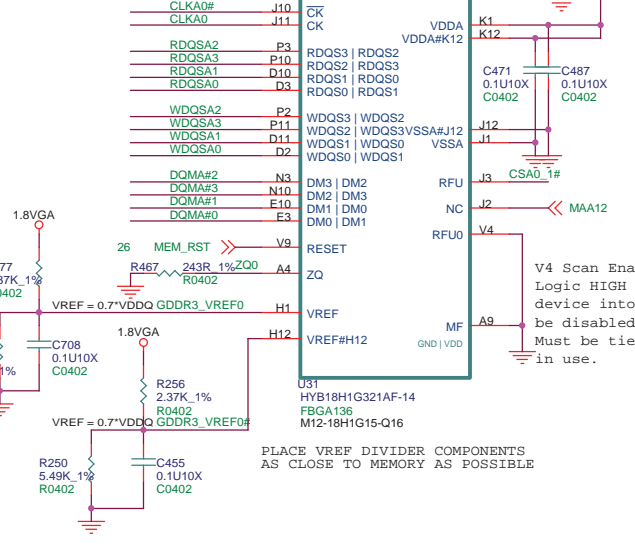 CLKA0# J10 CK
CLKA0 J11 CK
VDDA K1
VDDA#K12 K12
RDQSA2 P3 RDQS3 | RDQS2
RDQSA3 P10 RDQS2 | RDQS3
RDQSA1 D10 RDQS1 | RDQS0
RDQSA0 D3 RDQS0 | RDQS1
C471 C487
0.1U10X 0.1U10X
C0402 C0402
WDQSA2 P2 WDQS3 | WDQS2
WDQSA3 P11 WDQS2 | WDQS3 VSSA#J12 J12
WDQSA1 D11 WDQS1 | WDQS0 VSSA J1
WDQSA0 D2 WDQS0 | WDQS1
CSA0_1#
DQMA#2 N3 DM3 | DM2 RFU J3
DQMA#3 N10 DM2 | DM3
DQMA#1 E10 DM1 | DM0 NC J2 MAA12
DQMA#0 E3 DM0 | DM1
RFU0 V4
1.8VGA
26 MEM_RST V9 RESET
R467 243R_1% ZQ0 A4 ZQ
R0402
77
37K_1%
0402
V4 Scan Ena
Logic HIGH
device into
be disabled
Must be tie
in use.
VREF = 0.7*VDDQ GDDR3_VREF0 H1 VREF
MF A9
GND | VDD
1.8VGA
H12 VREF#H12
C708
0.1U10X
C0402
1%
R256
2.37K_1%
R0402
U31
HYB18H1G321AF-14
FBGA136
M12-18H1G15-Q16
VREF = 0.7*VDDQ GDDR3_VREF0#
PLACE VREF DIVIDER COMPONENTS
AS CLOSE TO MEMORY AS POSSIBLE
R250 C455
5.49K_1% 0.1U10X
R0402 C0402